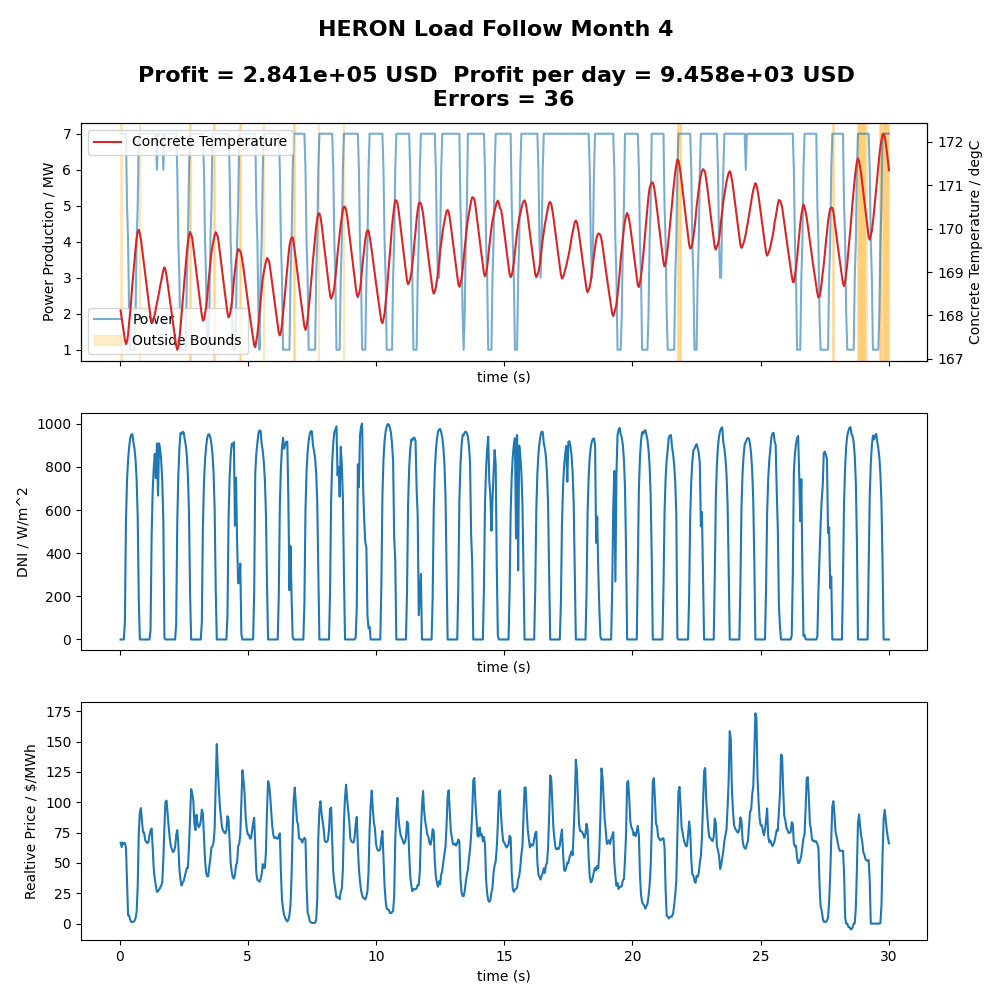 HERON Load Follow Month 4
Profit = 2.841e+05 USD  Profit per day = 9.458e+03 USD
Errors = 36
7
6
5
4
3
2
1
Power Production / MW
Concrete Temperature
Power
Outside Bounds
172
171
170
169
168
167
Concrete Temperature / degC
time (s)
1000
800
600
400
200
0
DNI / W/m^2
time (s)
175
150
125
100
75
50
25
0
Realtive Price / $/MWh
0 5 10 15 20 25 30
time (s)